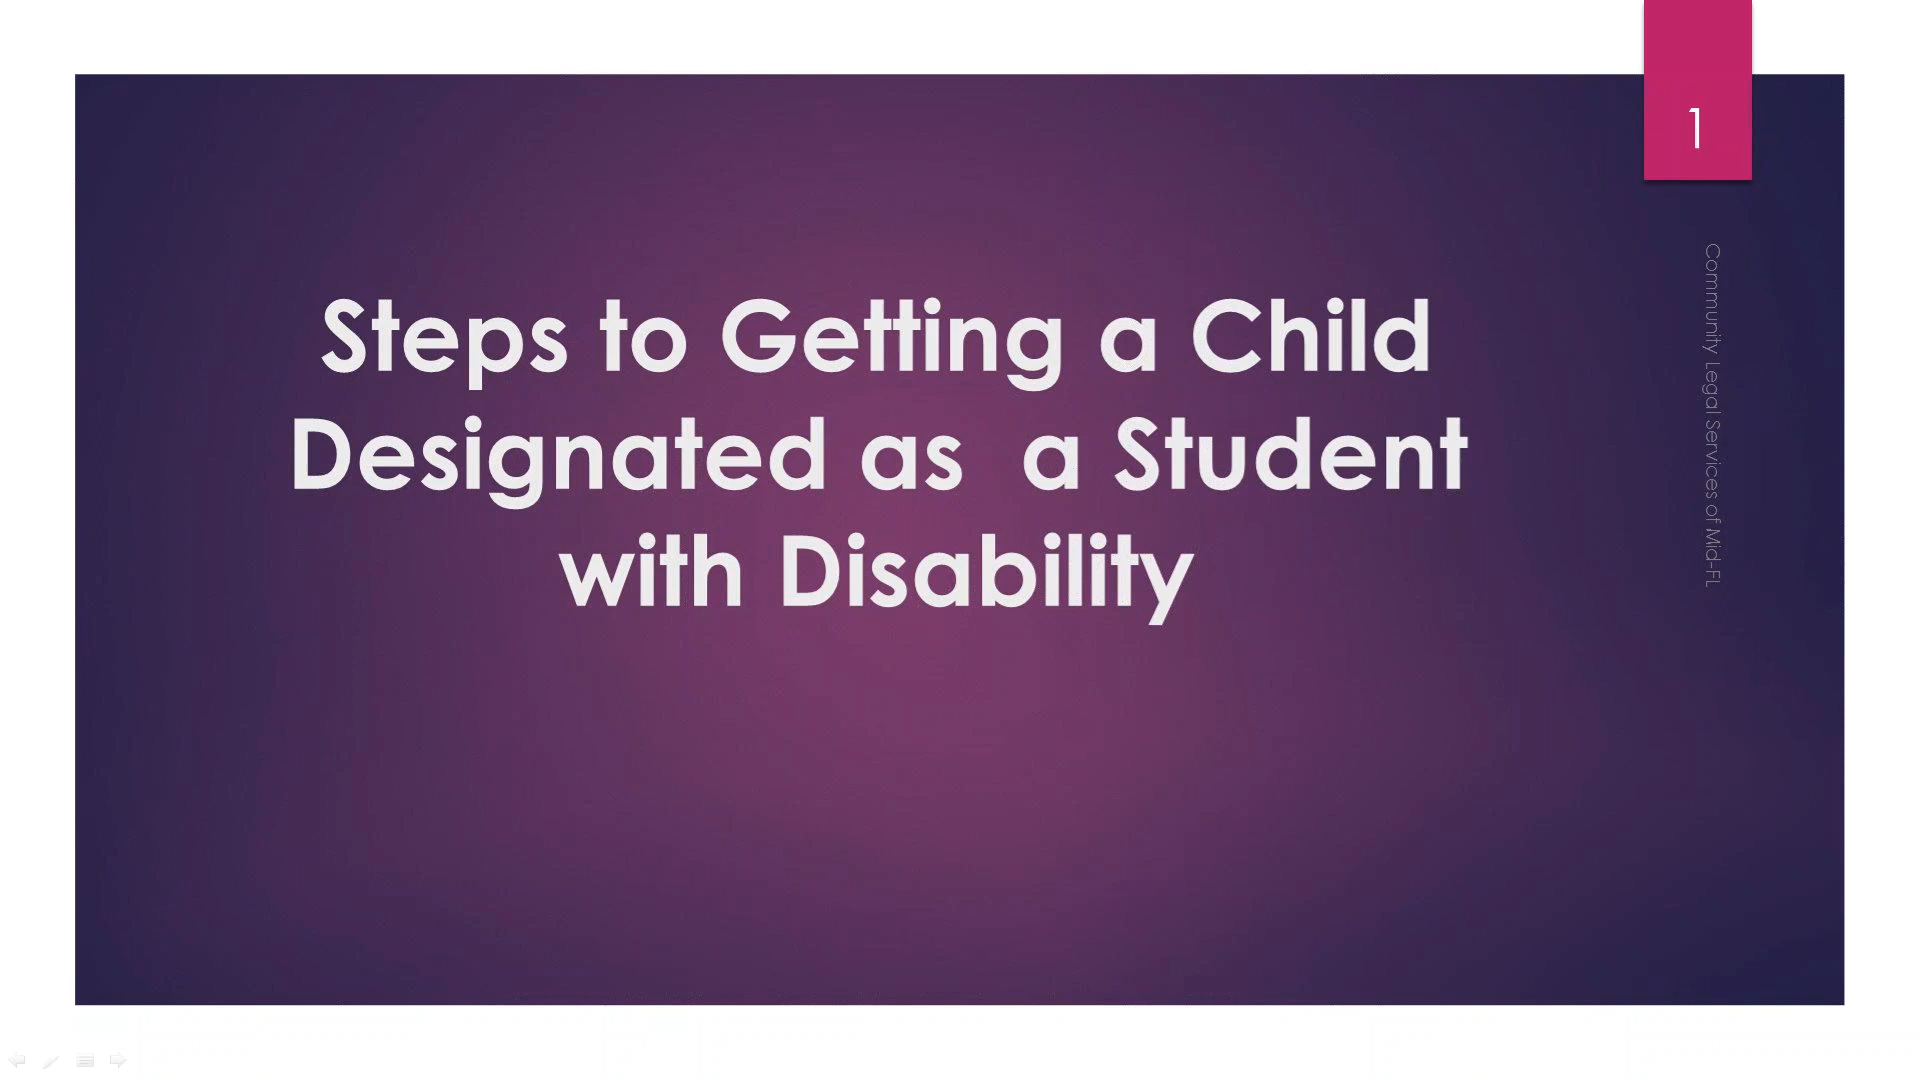 1
Steps to Getting a Child
Designated as  a Student
with Disability
Community Legal Services of Mid-FL